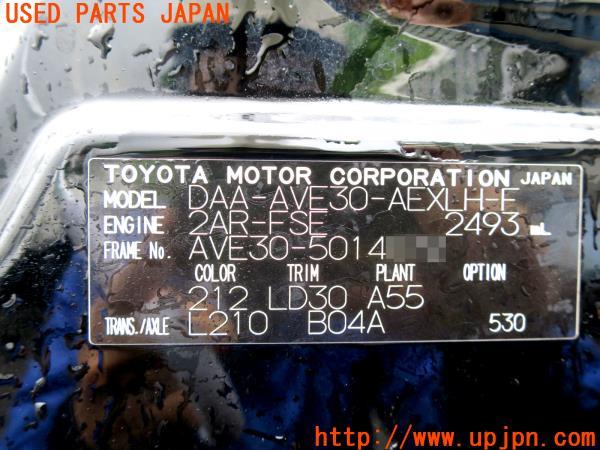 USED PARTS JAPAN
TOYOTA MOTOR CORPORATION JAPAN
MODEL DAA-AVE30-AEXLH-F
ENGINE 2AR-FSE 2493 mL
FRAME No. AVE30-5014
COLOR TRIM PLANT OPTION
212 LD30 A55
TRANS./AXLE L210 B04A 530
http://www.upjpn.com/